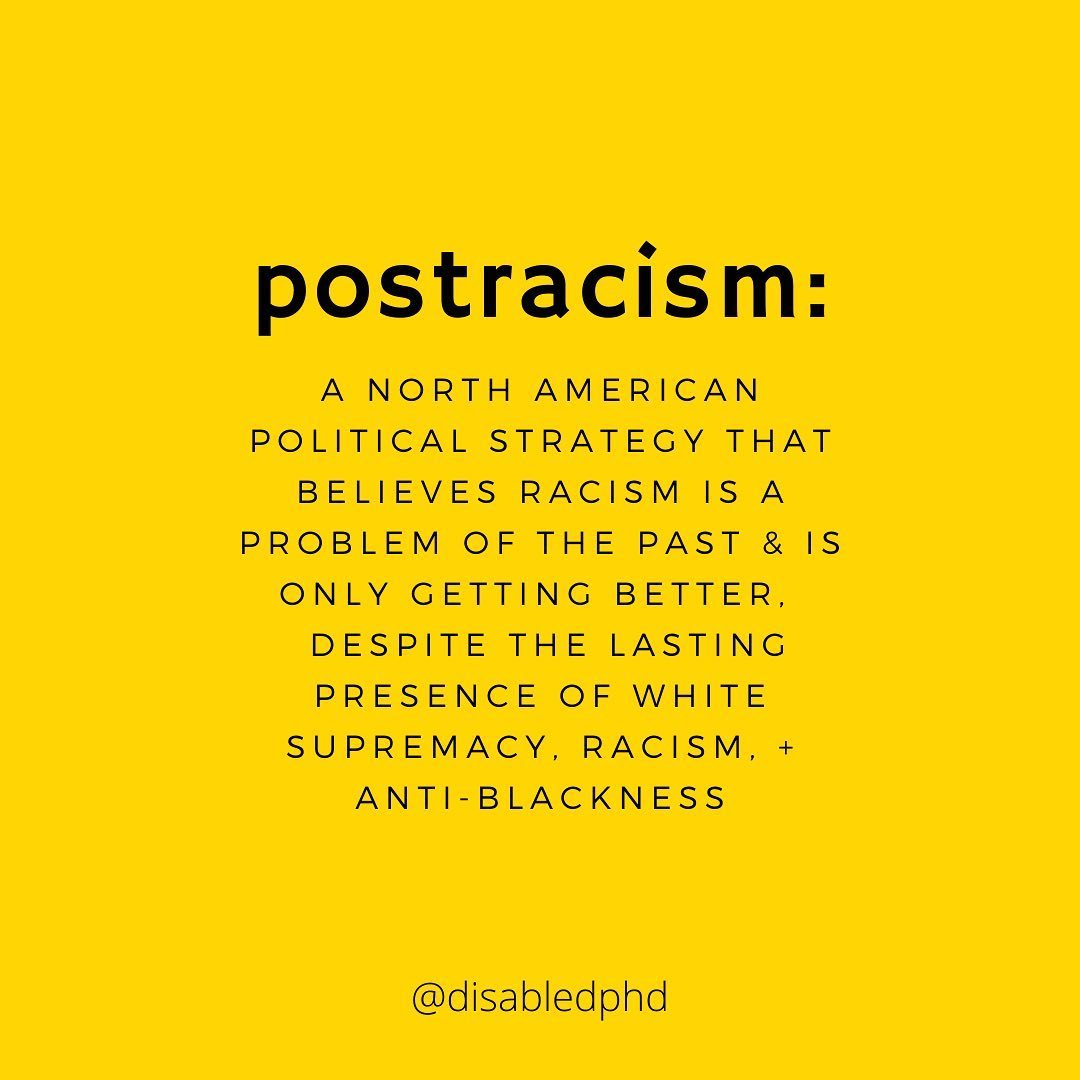 postracism:
A NORTH AMERICAN
POLITICAL STRATEGY THAT
BELIEVES RACISM IS A
PROBLEM OF THE PAST & IS
ONLY GETTING BETTER,
DESPITE THE LASTING
PRESENCE OF WHITE
SUPREMACY, RACISM, +
ANTI-BLACKNESS
@disabledphd